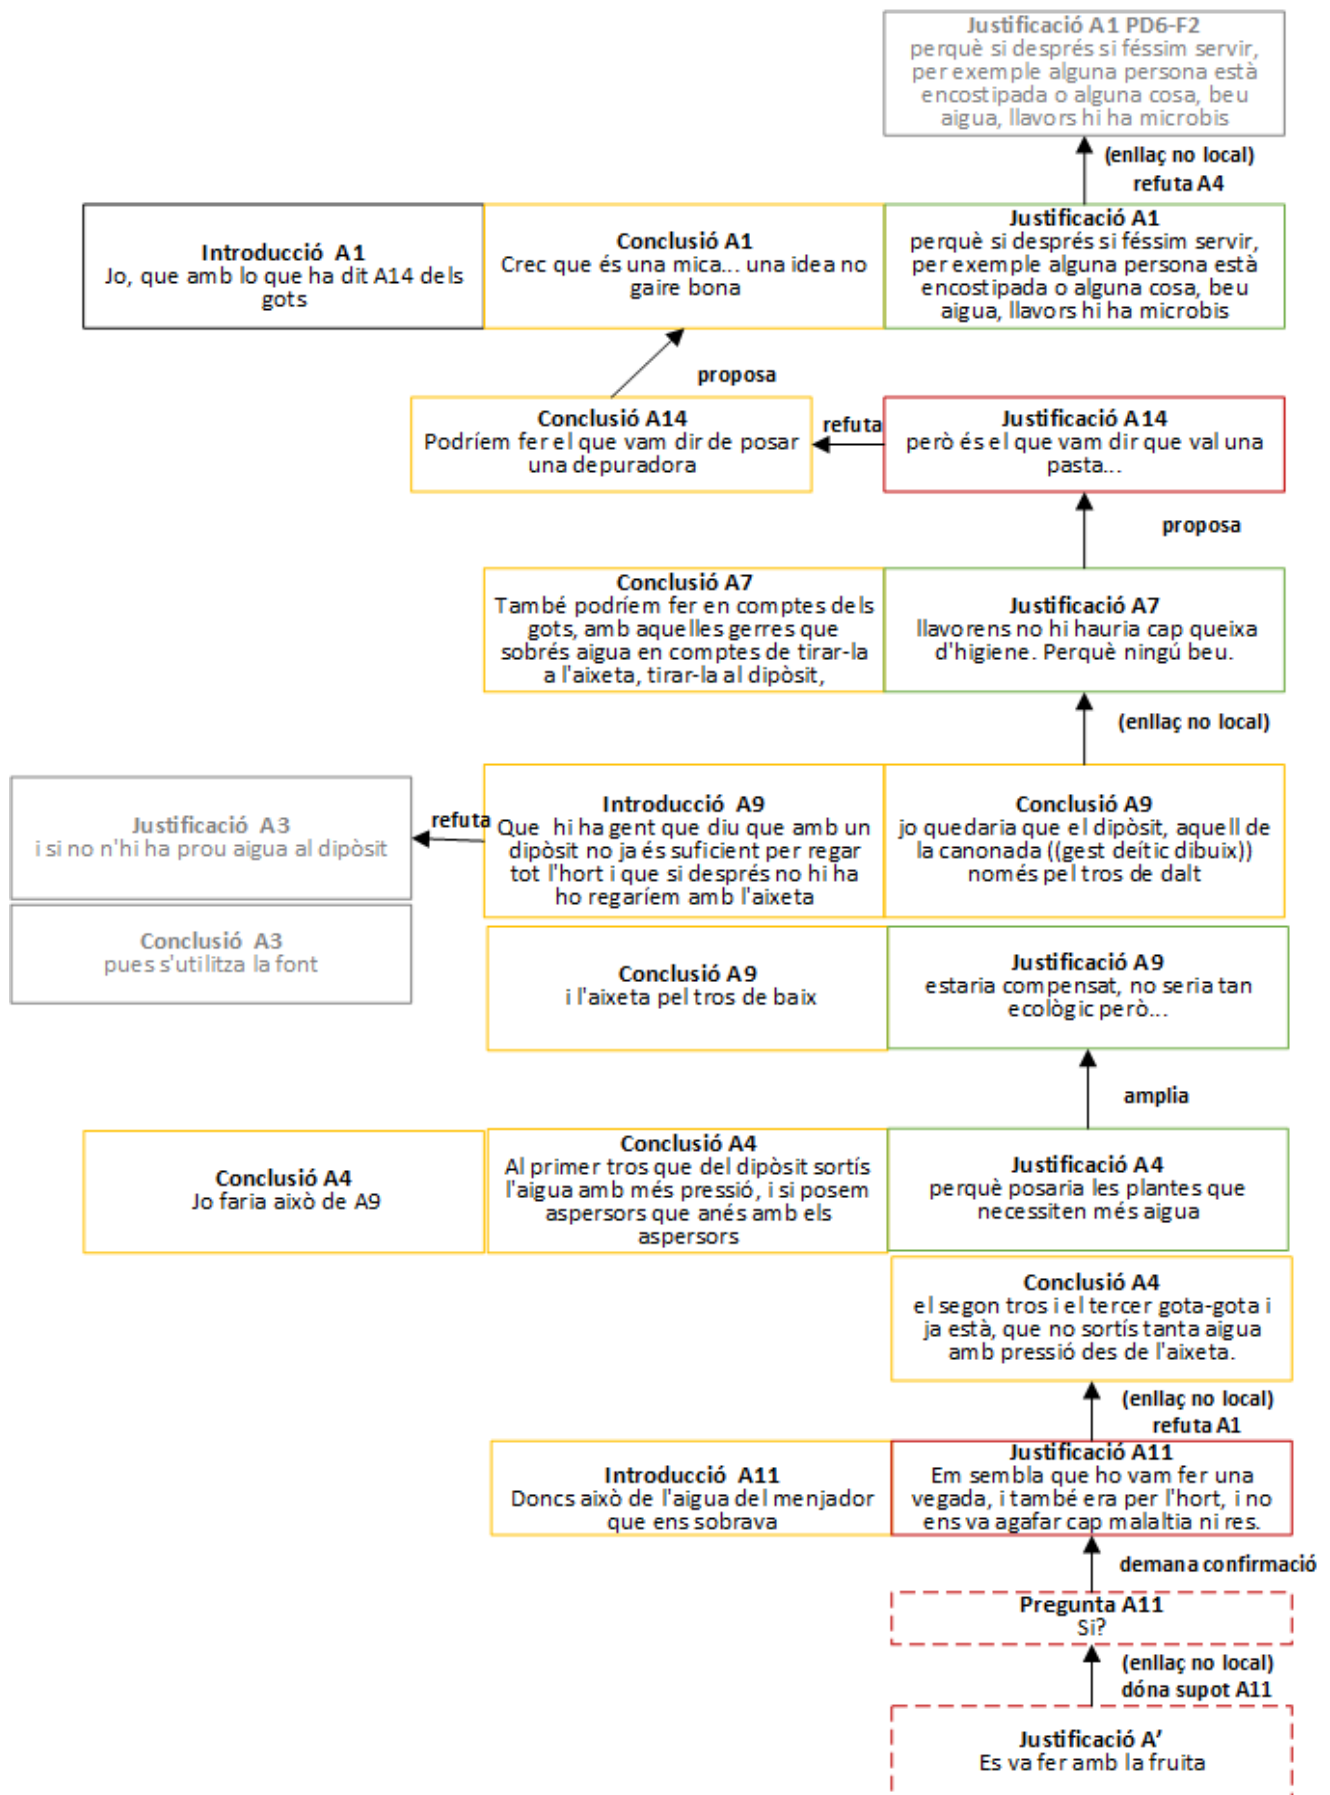 Justificació A1 PD6-F2
perquè si després si féssim servir,
per exemple alguna persona està
encostipada o alguna cosa, beu
aigua, llavors hi ha microbis
(enllaç no local)
refuta A4
Introducció A1
Jo, que amb lo que ha dit A14 dels
gots
Conclusió A1
Crec que és una mica... una idea no
gaire bona
Justificació A1
perquè si després si féssim servir,
per exemple alguna persona està
encostipada o alguna cosa, beu
aigua, llavors hi ha microbis
proposa
Conclusió A14
Podríem fer el que vam dir de posar
una depuradora
refuta
Justificació A14
però és el que vam dir que val una
pasta...
proposa
Conclusió A7
També podríem fer en comptes dels
gots, amb aquelles gerres que
sobrés aigua en comptes de tirar-la
a l'aixeta, tirar-la al dipòsit,
Justificació A7
llavorens no hi hauria cap queixa
d'higiene. Perquè ningú beu.
(enllaç no local)
Justificació A3
i si no n'hi ha prou aigua al dipòsit
refuta
Introducció A9
Que hi ha gent que diu que amb un
dipòsit no ja és suficient per regar
tot l'hort i que si després no hi ha
ho regaríem amb l'aixeta
Conclusió A9
jo quedaria que el dipòsit, aquell de
la canonada ((gest deític dibuix))
només pel tros de dalt
Conclusió A3
pues s'utilitza la font
Conclusió A9
i l'aixeta pel tros de baix
Justificació A9
estaria compensat, no seria tan
ecològic però...
amplia
Conclusió A4
Jo faria això de A9
Conclusió A4
Al primer tros que del dipòsit sortís
l'aigua amb més pressió, i si posem
aspersors que anés amb els
aspersors
Justificació A4
perquè posaria les plantes que
necessiten més aigua
Conclusió A4
el segon tros i el tercer gota-gota i
ja està, que no sortís tanta aigua
amb pressió des de l'aixeta.
(enllaç no local)
refuta A1
Introducció A11
Doncs això de l'aigua del menjador
que ens sobrava
Justificació A11
Em sembla que ho vam fer una
vegada, i també era per l'hort, i no
ens va agafar cap malaltia ni res.
demana confirmació
Pregunta A11
Si?
(enllaç no local)
dóna supot A11
Justificació A’
Es va fer amb la fruita